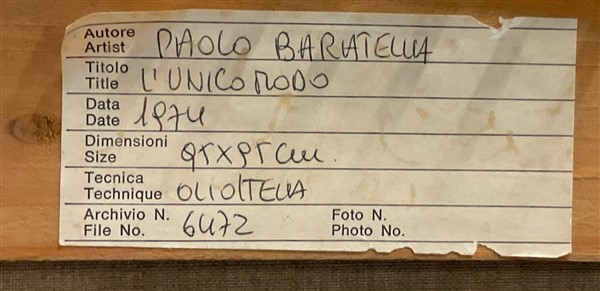 Autore
Artist PAOLO BARATELLA
Titolo
Title L'UNICO MODO
Data
Date 1974
Dimensioni
Size 95X95 cm.
Tecnica
Technique OLIO/TELA
Archivio N. Foto N.
File No. 6472 Photo No.